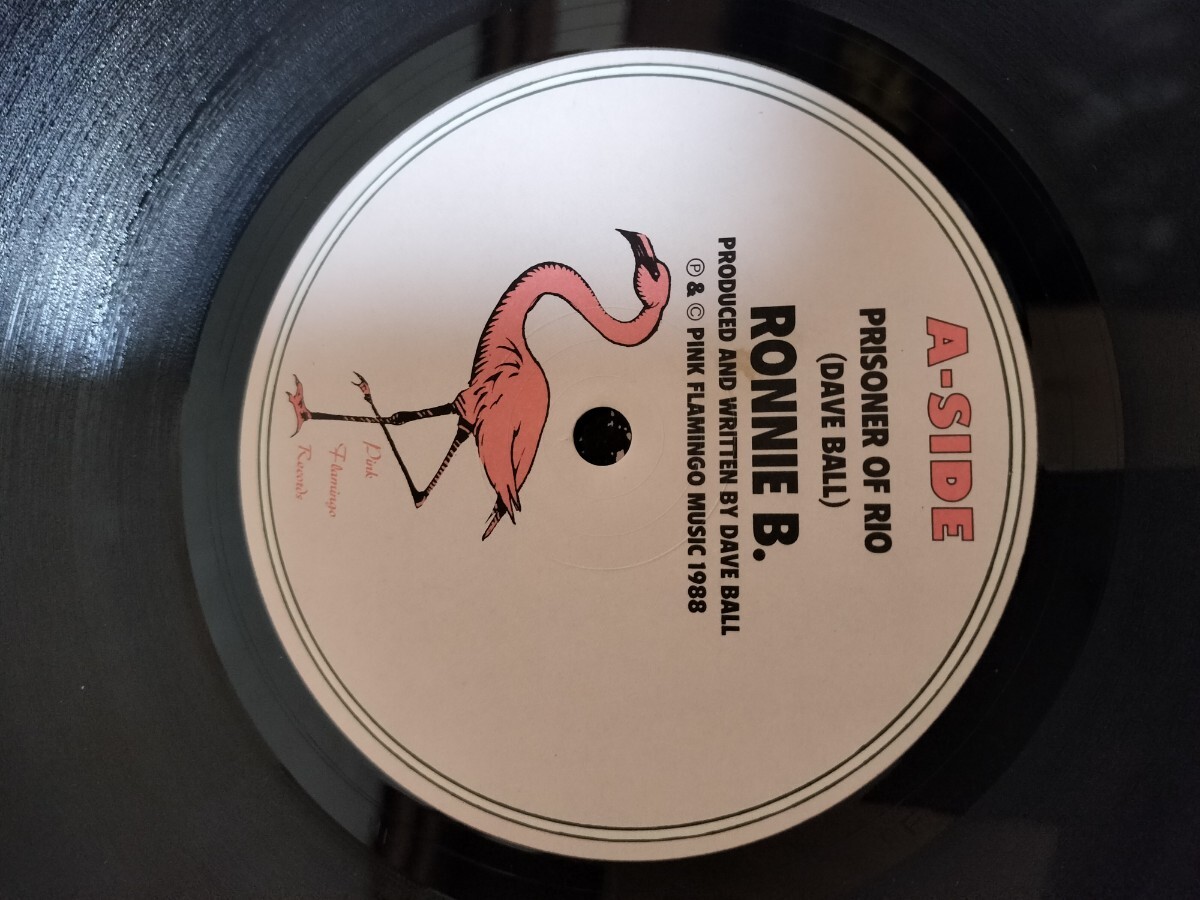 A-SIDE
PRISONER OF RIO
(DAVE BALL)
RONNIE B.
PRODUCED AND WRITTEN BY DAVE BALL
℗ & © PINK FLAMINGO MUSIC 1988
Pink
Flamingo
Records